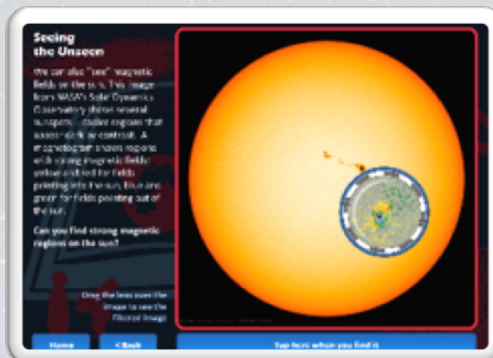 Seeing
the Unseen
We can also "see" magnetic
fields on the sun. This image
from NASA's Solar Dynamics
Observatory shows several
sunspots - cooler regions that
appear dark by contrast. A
magnetogram shows regions
with strong magnetic fields:
yellow and red for fields
pointing into the sun, blue and
green for fields pointing out of
the sun.
Can you find strong magnetic
regions on the sun?
Drag the lens over the
image to see the
filtered image
Home
< Back
Tap here when you find it